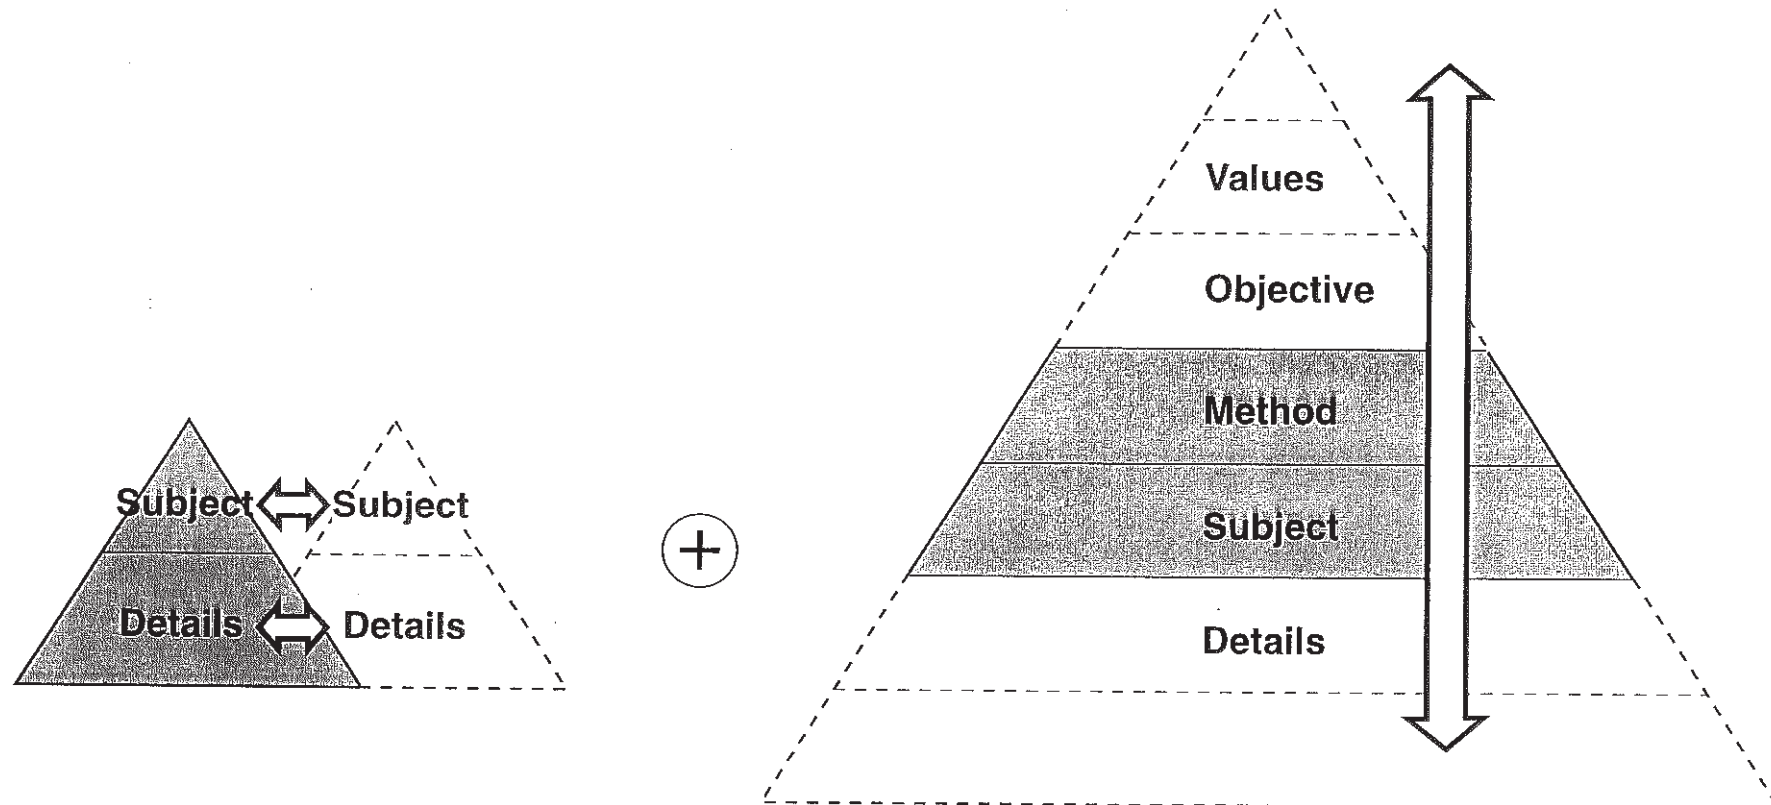 Subject Subject
Details Details
+
Values
Objective
Method
Subject
Details